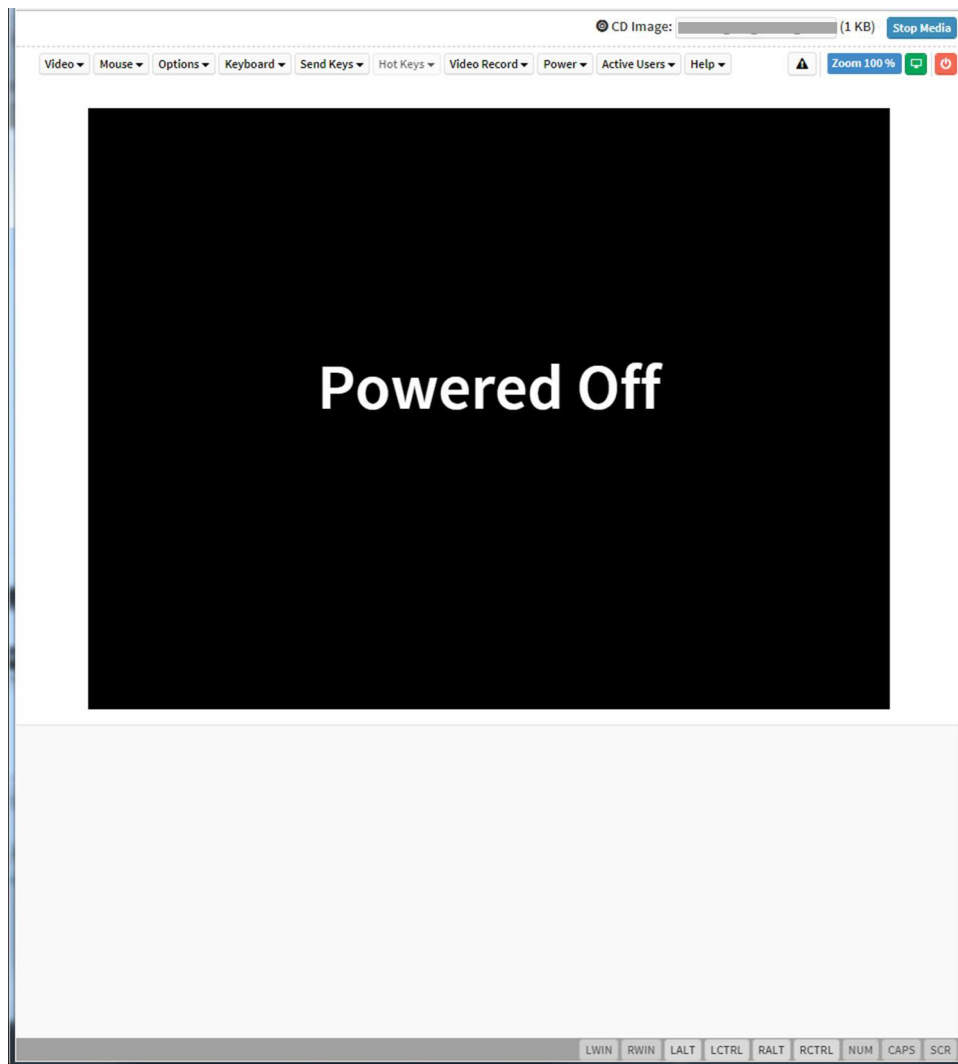 CD Image: (1 KB) Stop Media
Video Mouse Options Keyboard Send Keys Hot Keys Video Record Power Active Users Help Zoom 100 %
Powered Off
LWIN RWIN LALT LCTRL RALT RCTRL NUM CAPS SCR